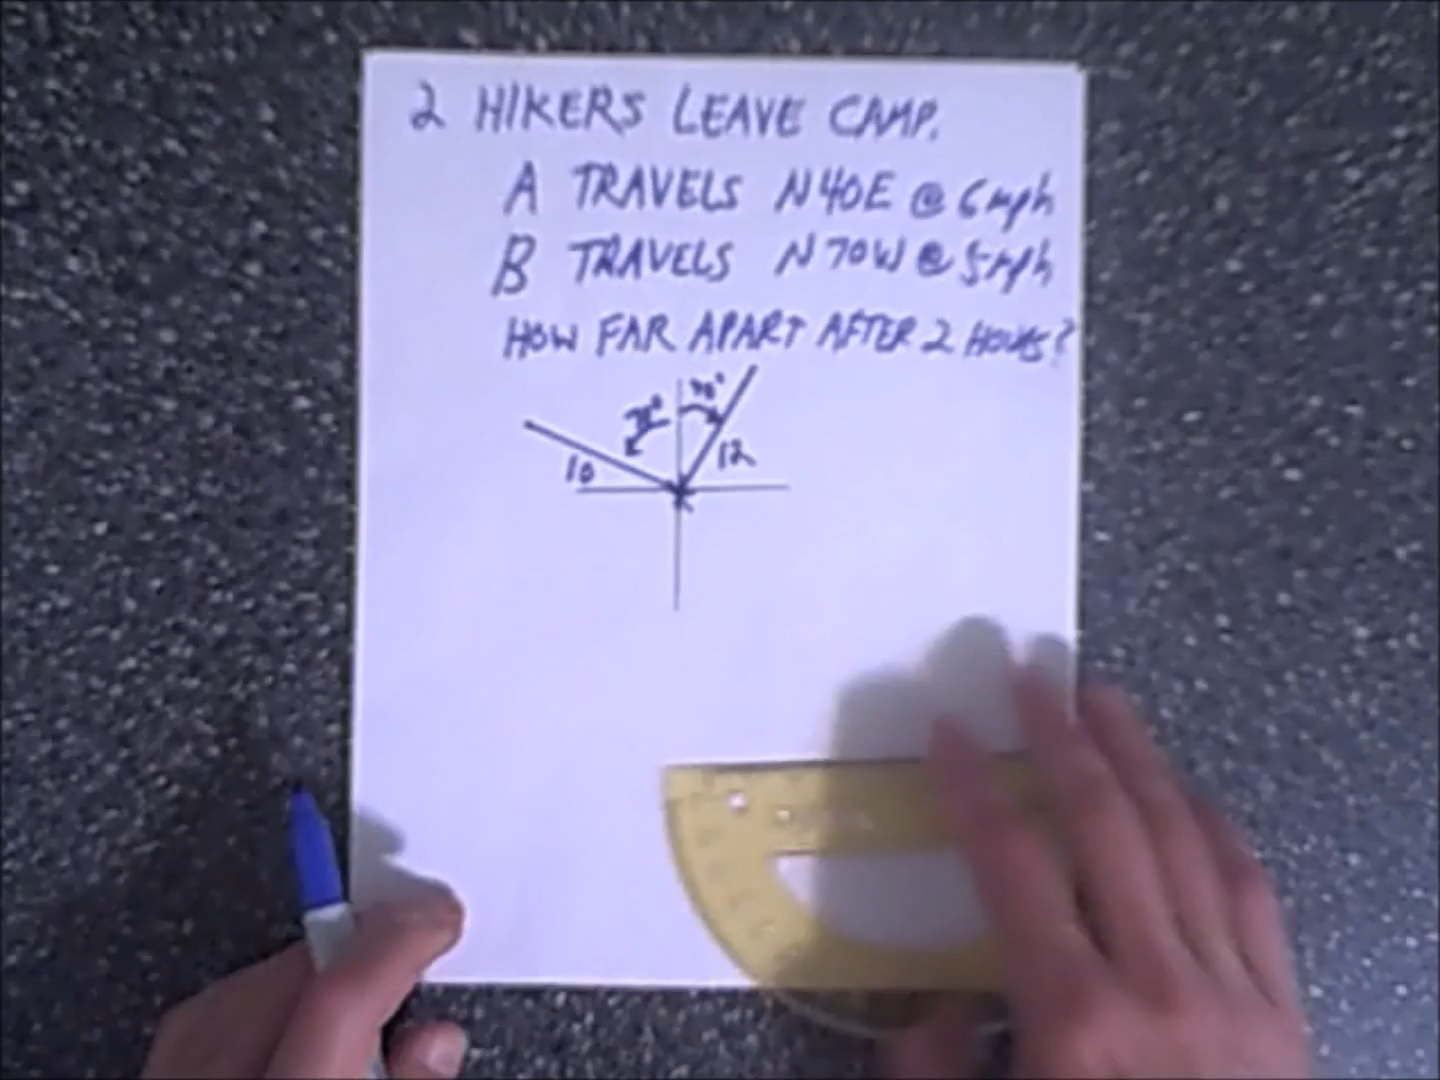 2 HIKERS LEAVE CAMP.
A TRAVELS N40E @ 6mph
B TRAVELS N70W @ 5mph
HOW FAR APART AFTER 2 HOURS?
70° 40°
10 12